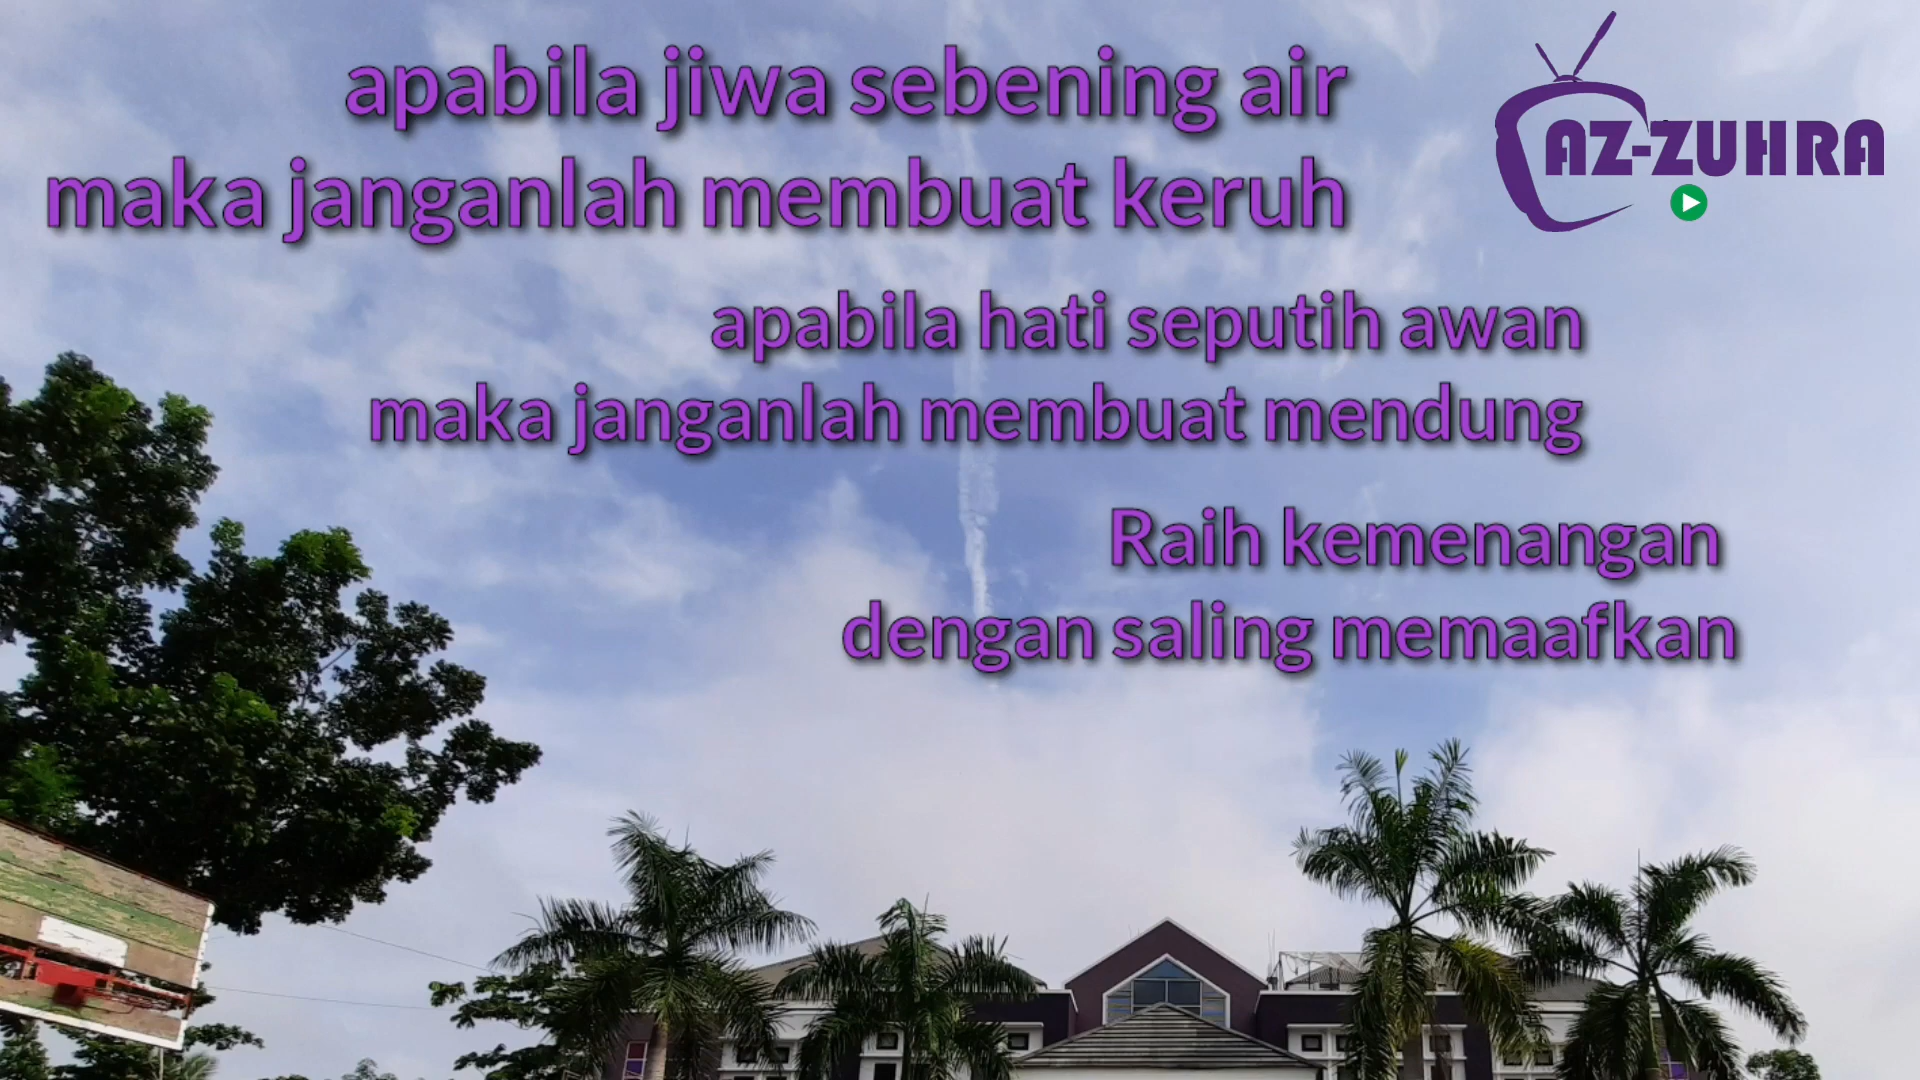 apabila jiwa sebening air
maka janganlah membuat keruh
AZ-ZUHRA
apabila hati seputih awan
maka janganlah membuat mendung
Raih kemenangan
dengan saling memaafkan